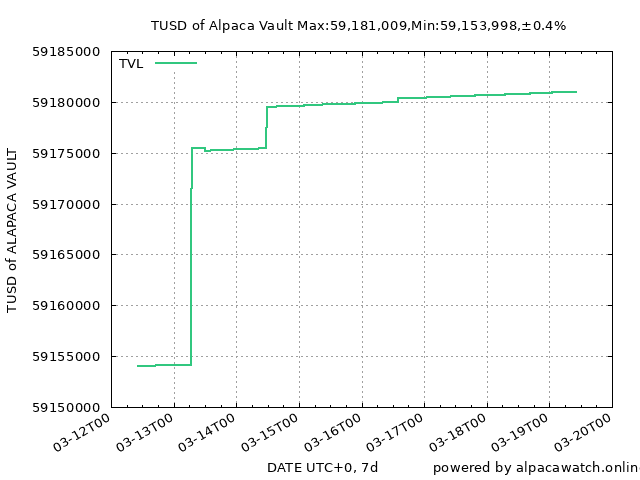 TUSD of Alpaca Vault Max:59,181,009,Min:59,153,998,±0.4%
TVL
59185000
59180000
59175000
59170000
59165000
59160000
59155000
59150000
TUSD of ALAPACA VAULT
03-12T00
03-13T00
03-14T00
03-15T00
03-16T00
03-17T00
03-18T00
03-19T00
03-20T00
DATE UTC+0, 7d
powered by alpacawatch.onlin